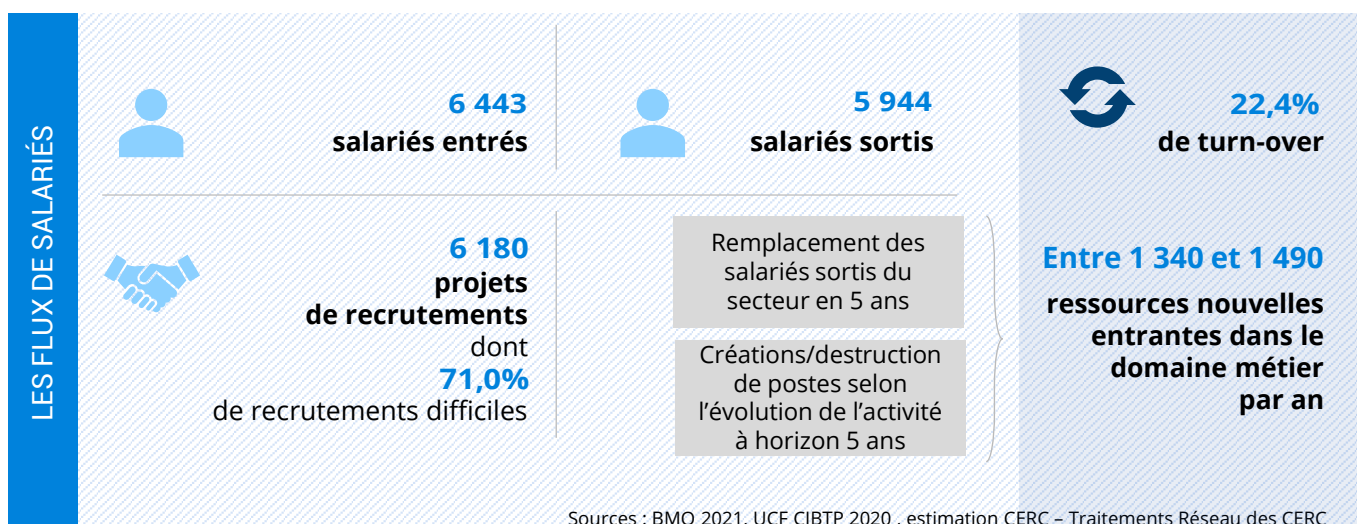 LES FLUX DE SALARIÉS
6 443
salariés entrés
5 944
salariés sortis
22,4%
de turn-over
6 180
projets
de recrutements
dont
71,0%
de recrutements difficiles
Remplacement des
salariés sortis du
secteur en 5 ans
Créations/destruction
de postes selon
l’évolution de l’activité
à horizon 5 ans
Entre 1 340 et 1 490
ressources nouvelles
entrantes dans le
domaine métier
par an
Sources : BMO 2021, UCF CIBTP 2020 , estimation CERC – Traitements Réseau des CERC